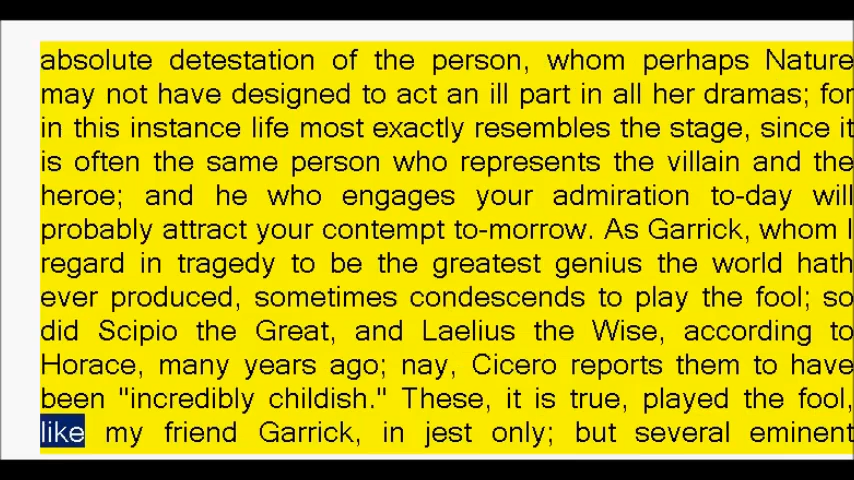 absolute detestation of the person, whom perhaps Nature
may not have designed to act an ill part in all her dramas; for
in this instance life most exactly resembles the stage, since it
is often the same person who represents the villain and the
heroe; and he who engages your admiration to-day will
probably attract your contempt to-morrow. As Garrick, whom I
regard in tragedy to be the greatest genius the world hath
ever produced, sometimes condescends to play the fool; so
did Scipio the Great, and Laelius the Wise, according to
Horace, many years ago; nay, Cicero reports them to have
been "incredibly childish." These, it is true, played the fool,
like my friend Garrick, in jest only; but several eminent